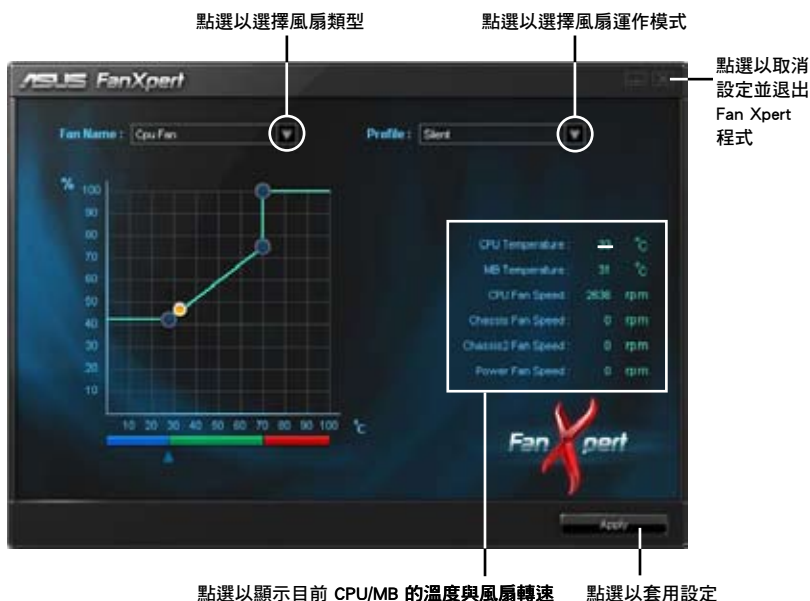 點選以選擇風扇類型
點選以選擇風扇運作模式
點選以取消
設定並退出
Fan Xpert
程式
ASUS FanXpert
Fan Name : Cpu Fan
Profile : Silent
%
100
90
80
70
60
50
40
30
20
10
10 20 30 40 50 60 70 80 90 100 °C
CPU Temperature : °C
MB Temperature : 31 °C
CPU Fan Speed : 2636 rpm
Chassis Fan Speed : 0 rpm
Chassis2 Fan Speed : 0 rpm
Power Fan Speed : 0 rpm
Fan Xpert
Apply
點選以顯示目前 CPU/MB 的溫度與風扇轉速
點選以套用設定